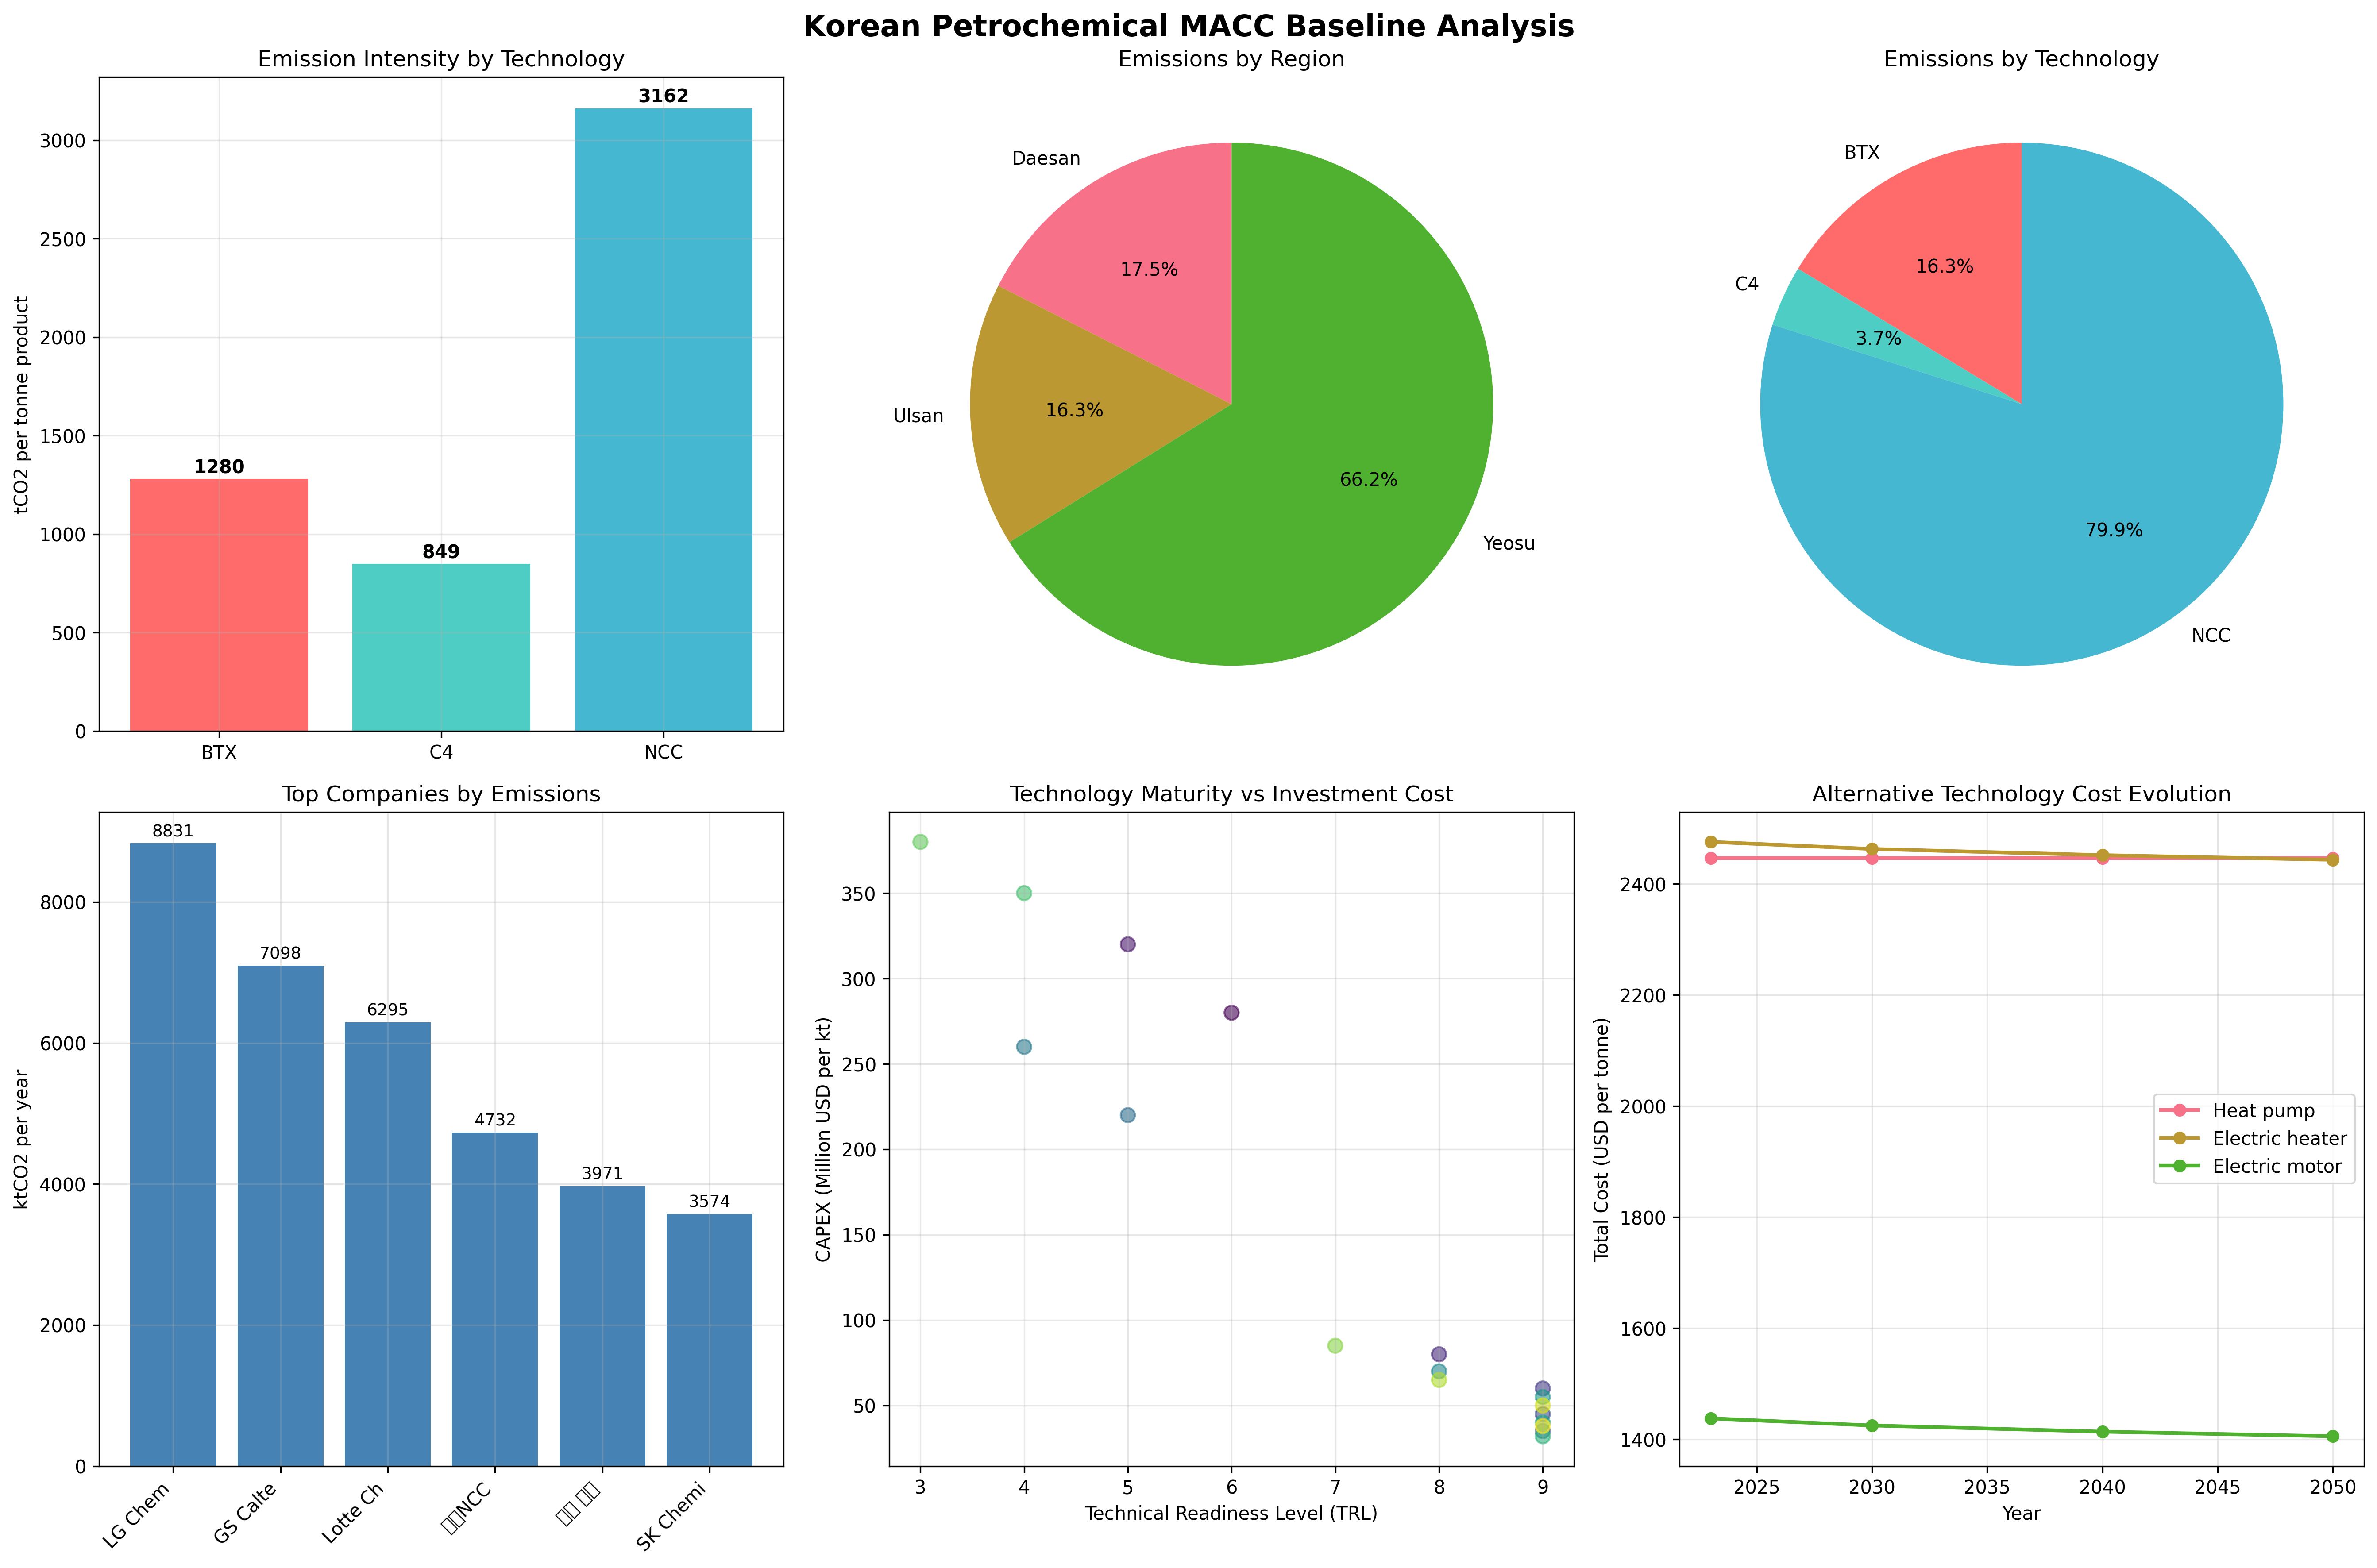 Korean Petrochemical MACC Baseline Analysis
Emission Intensity by Technology
tCO2 per tonne product
3000
2500
2000
1500
1000
500
0
1280
849
3162
BTX
C4
NCC
Emissions by Region
Daesan
17.5%
Ulsan
16.3%
66.2%
Yeosu
Emissions by Technology
BTX
16.3%
C4
3.7%
79.9%
NCC
Top Companies by Emissions
ktCO2 per year
8000
6000
4000
2000
0
8831
7098
6295
4732
3971
3574
LG Chem
GS Calte
Lotte Ch
NCC
SK Chemi
Technology Maturity vs Investment Cost
CAPEX (Million USD per kt)
350
300
250
200
150
100
50
3
4
5
6
7
8
9
Technical Readiness Level (TRL)
Alternative Technology Cost Evolution
Total Cost (USD per tonne)
2400
2200
2000
1800
1600
1400
Heat pump
Electric heater
Electric motor
2025
2030
2035
2040
2045
2050
Year